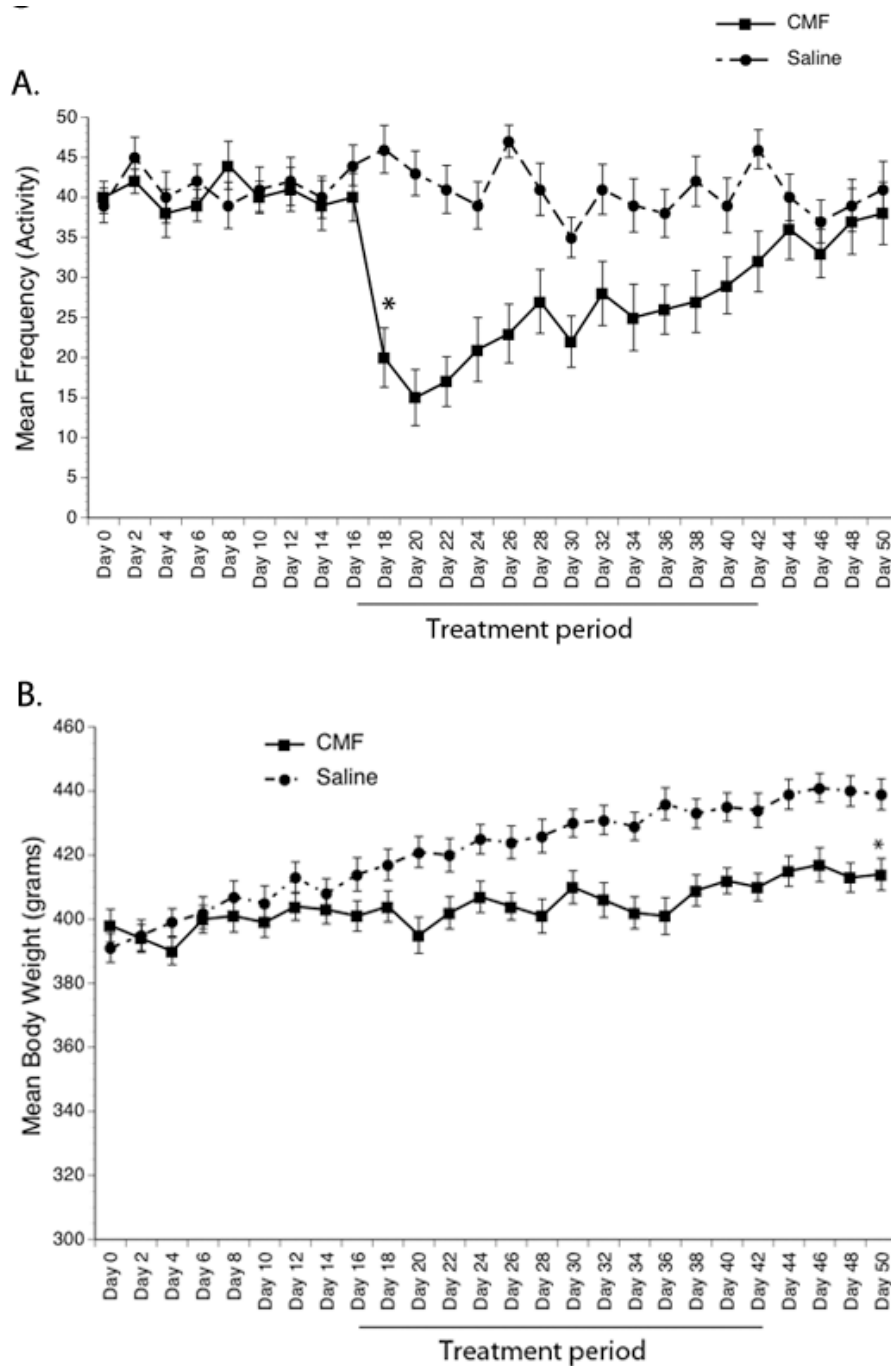 CMF
Saline
A.
Mean Frequency (Activity)
50
45
40
35
30
25
20
15
10
5
0
*
Day 0
Day 2
Day 4
Day 6
Day 8
Day 10
Day 12
Day 14
Day 16
Day 18
Day 20
Day 22
Day 24
Day 26
Day 28
Day 30
Day 32
Day 34
Day 36
Day 38
Day 40
Day 42
Day 44
Day 46
Day 48
Day 50
Treatment period
B.
CMF
Saline
Mean Body Weight (grams)
460
440
420
400
380
360
340
320
300
*
Day 0
Day 2
Day 4
Day 6
Day 8
Day 10
Day 12
Day 14
Day 16
Day 18
Day 20
Day 22
Day 24
Day 26
Day 28
Day 30
Day 32
Day 34
Day 36
Day 38
Day 40
Day 42
Day 44
Day 46
Day 48
Day 50
Treatment period